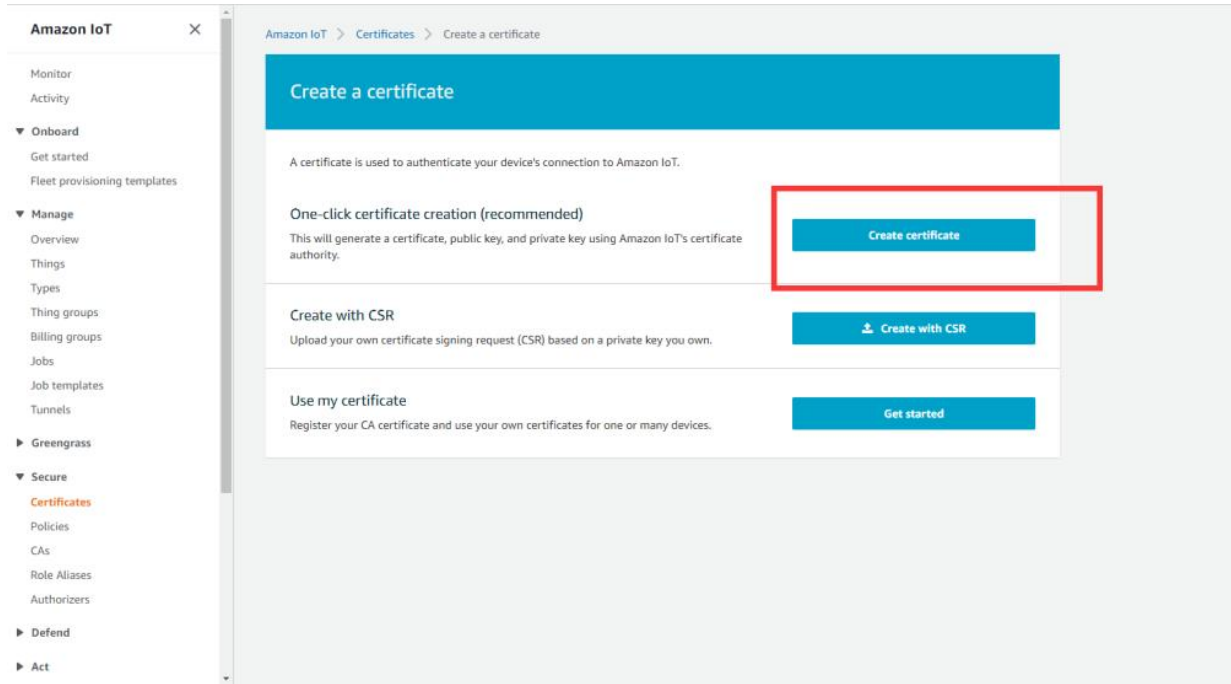 Amazon IoT
Monitor
Activity
Onboard
Get started
Fleet provisioning templates
Manage
Overview
Things
Types
Thing groups
Billing groups
Jobs
Job templates
Tunnels
Greengrass
Secure
Certificates
Policies
CAs
Role Aliases
Authorizers
Defend
Act
Amazon IoT > Certificates > Create a certificate
Create a certificate
A certificate is used to authenticate your device's connection to Amazon IoT.
One-click certificate creation (recommended)
This will generate a certificate, public key, and private key using Amazon IoT's certificate
authority.
Create certificate
Create with CSR
Upload your own certificate signing request (CSR) based on a private key you own.
Create with CSR
Use my certificate
Register your CA certificate and use your own certificates for one or many devices.
Get started